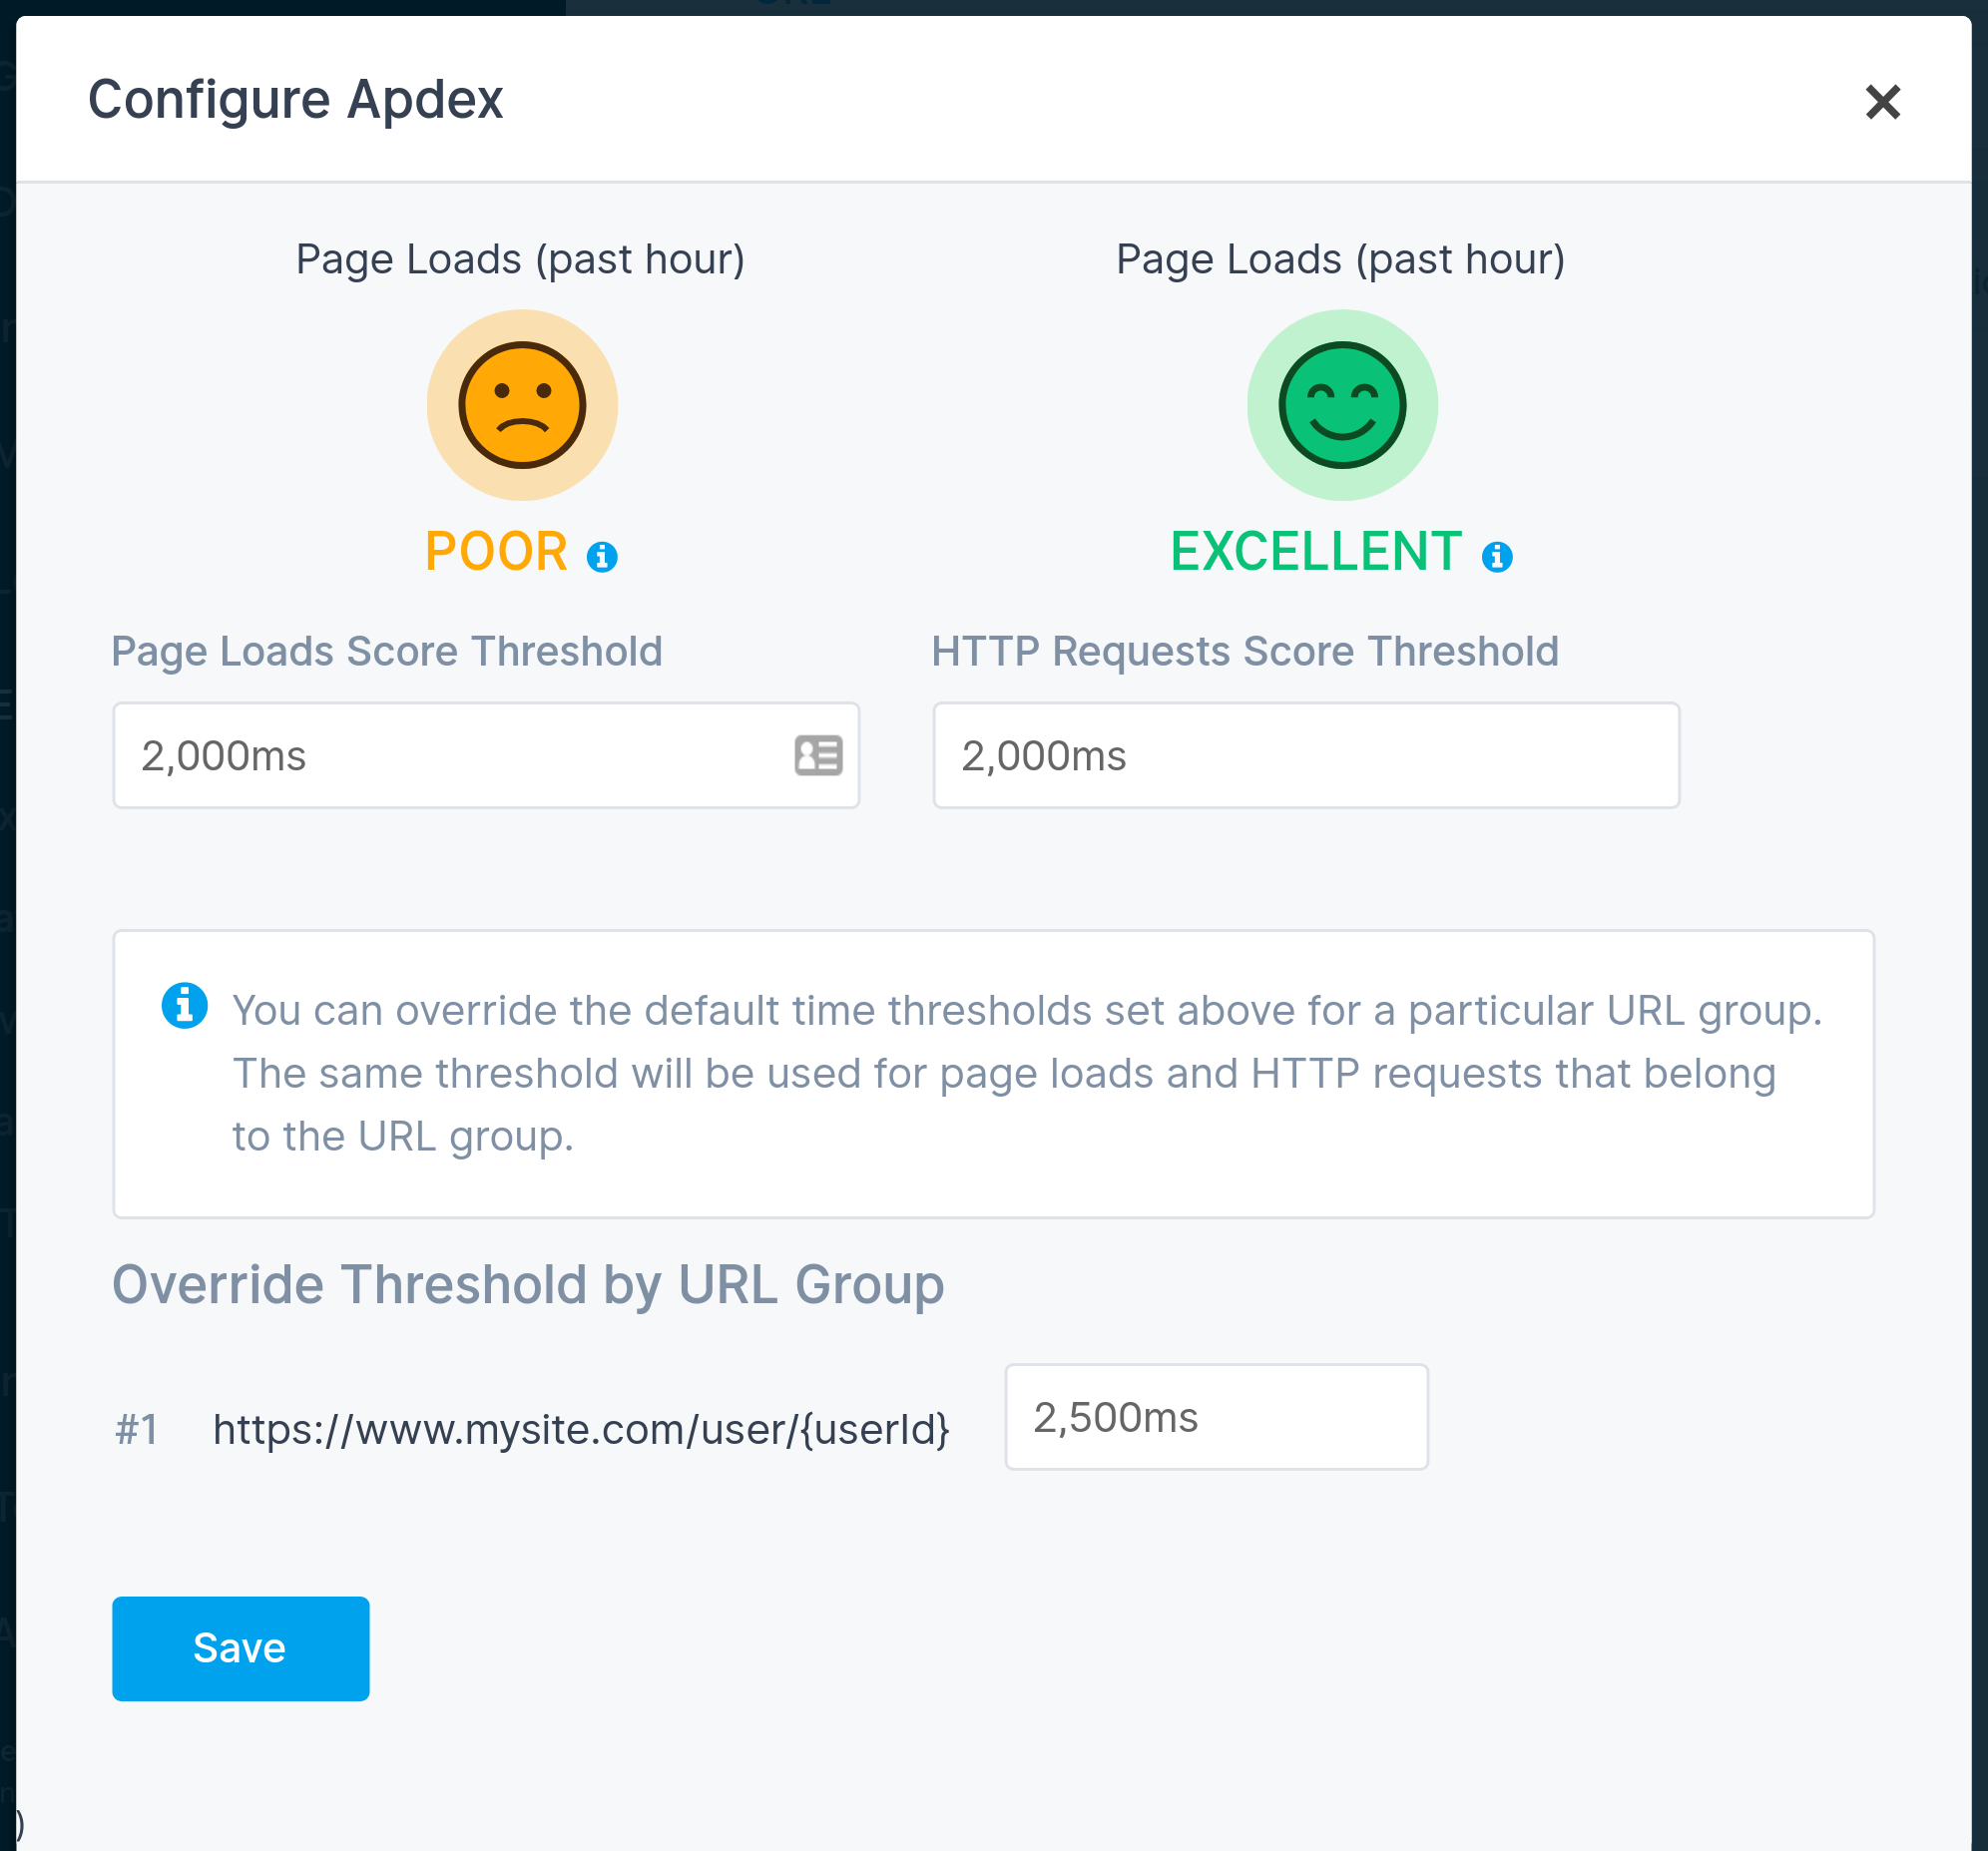 Configure Apdex
Page Loads (past hour)
Page Loads (past hour)
POOR
EXCELLENT
Page Loads Score Threshold
HTTP Requests Score Threshold
2,000ms
2,000ms
You can override the default time thresholds set above for a particular URL group.
The same threshold will be used for page loads and HTTP requests that belong
to the URL group.
Override Threshold by URL Group
#1 https://www.mysite.com/user/{userId} 2,500ms
Save
)